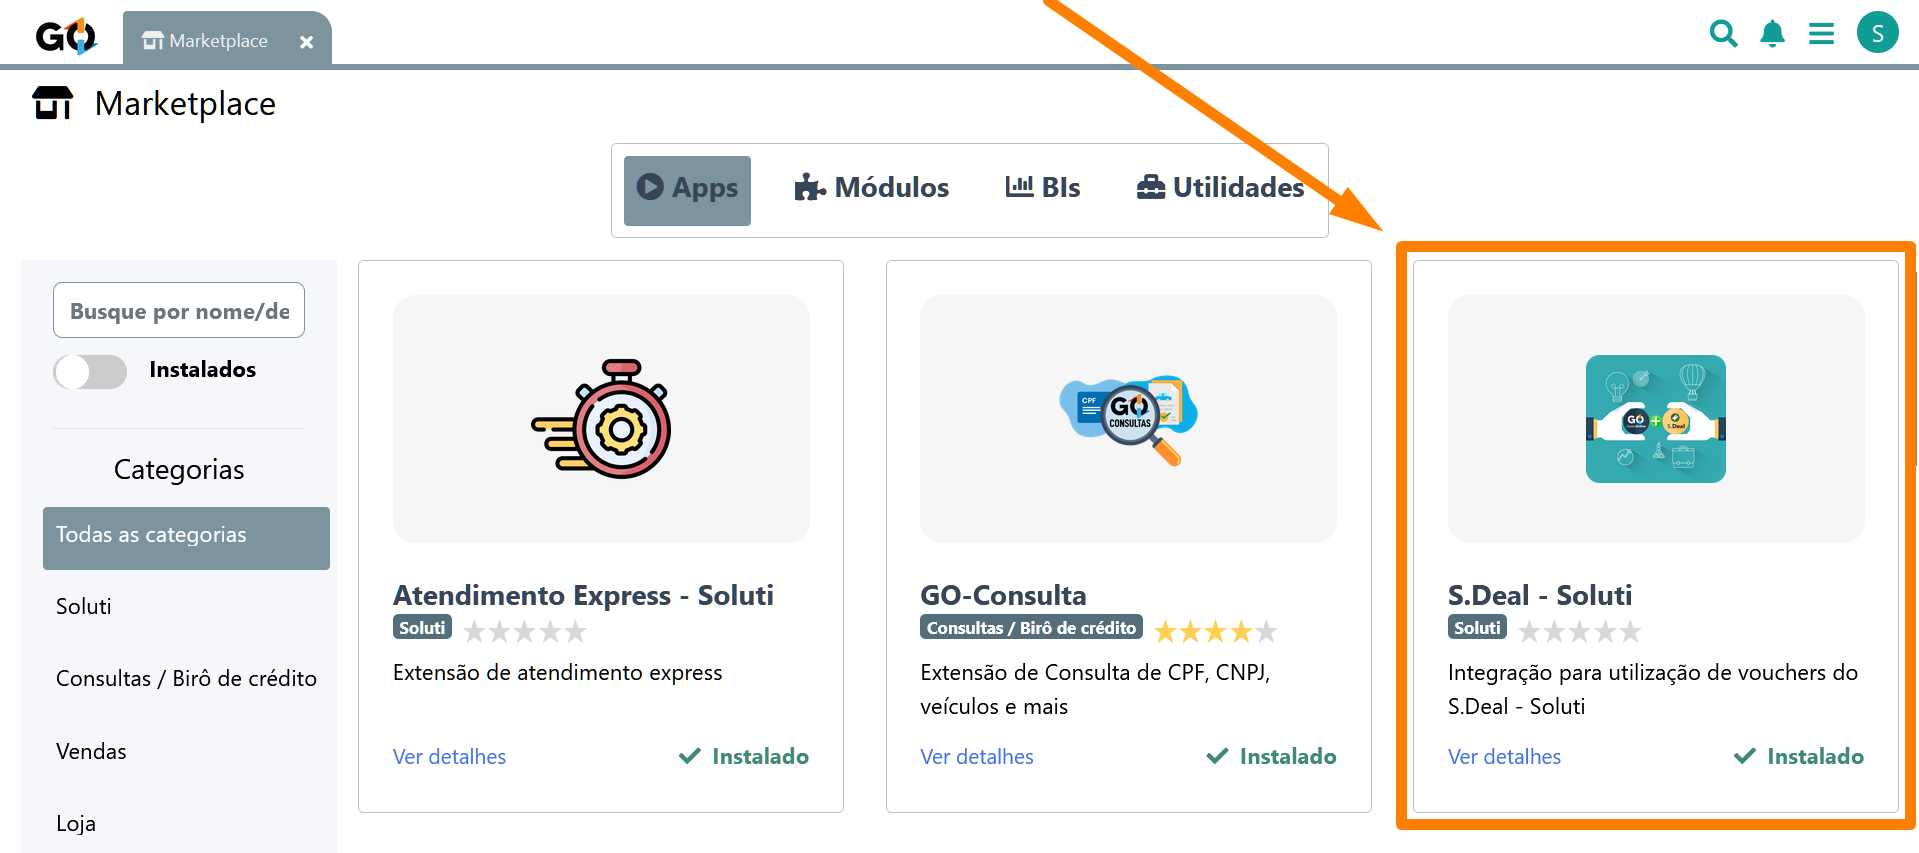 GO
Marketplace
S
Marketplace
Apps
Módulos
BIs
Utilidades
Busque por nome/de
Instalados
Categorias
Todas as categorias
Soluti
Consultas / Birô de crédito
Vendas
Loja
CPF
GO
CONSULTAS
GO
S.Deal
Atendimento Express - Soluti
Soluti
Extensão de atendimento express
Ver detalhes
Instalado
GO-Consulta
Consultas / Birô de crédito
Extensão de Consulta de CPF, CNPJ,
veículos e mais
Ver detalhes
Instalado
S.Deal - Soluti
Soluti
Integração para utilização de vouchers do
S.Deal - Soluti
Ver detalhes
Instalado